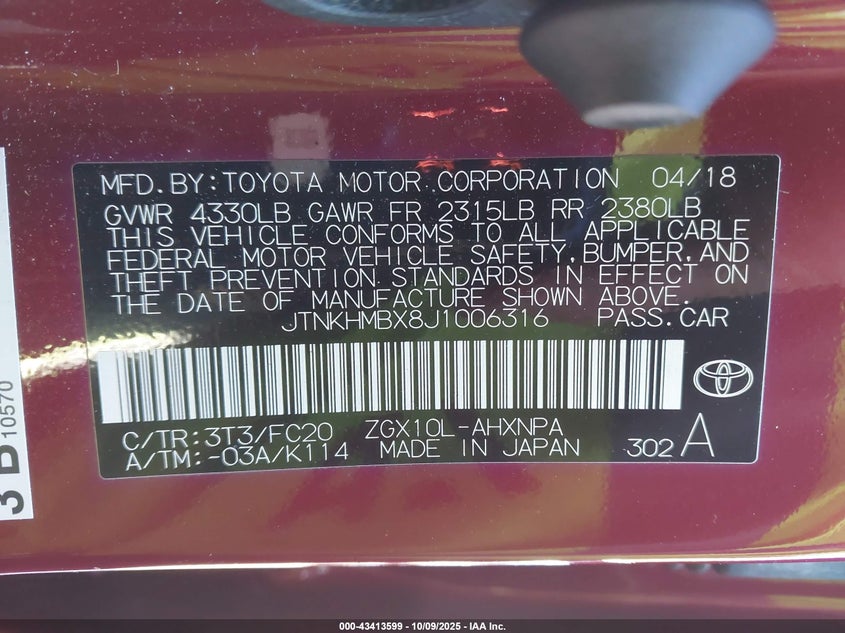 MFD. BY: TOYOTA MOTOR CORPORATION 04/18
GVWR 4330LB GAWR FR 2315LB RR 2380LB
THIS VEHICLE CONFORMS TO ALL APPLICABLE
FEDERAL MOTOR VEHICLE SAFETY, BUMPER, AND
THEFT PREVENTION STANDARDS IN EFFECT ON
THE DATE OF MANUFACTURE SHOWN ABOVE.
JTNKHMBX8J1006316 PASS. CAR
C/TR: 3T3/FC20 ZGX10L-AHXNPA
A/TM: -03A/K114 MADE IN JAPAN 302 A
3 B
10570
000-43413599 - 10/09/2025 - IAA Inc.